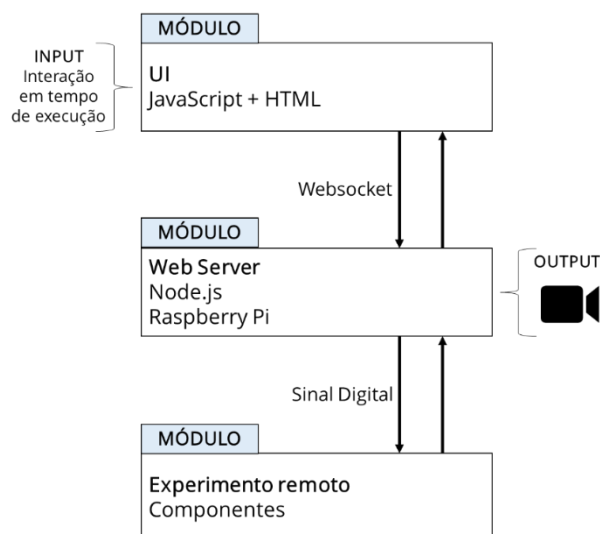 MÓDULO
INPUT
Interação
em tempo
de execução
UI
JavaScript + HTML
Websocket
MÓDULO
Web Server
Node.js
Raspberry Pi
OUTPUT
Sinal Digital
MÓDULO
Experimento remoto
Componentes